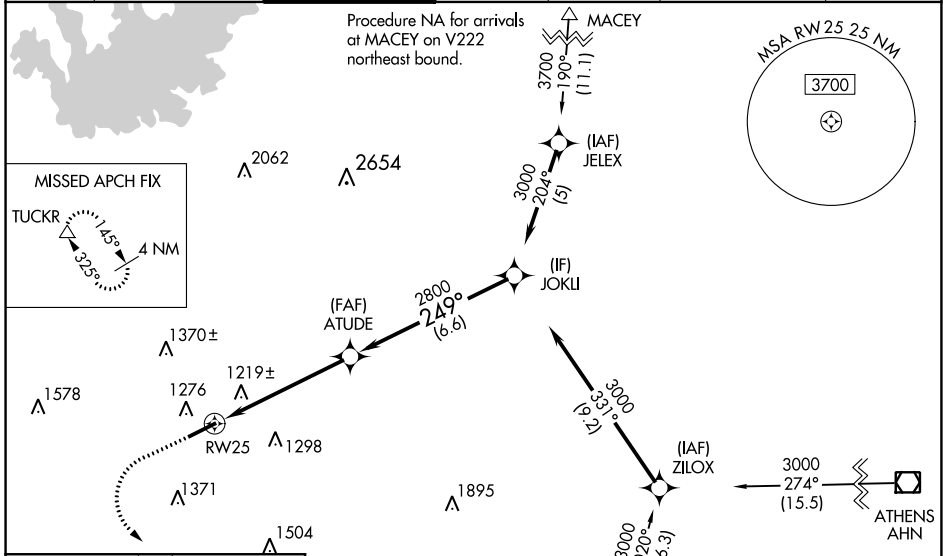 Procedure NA for arrivals
at MACEY on V222
northeast bound.
MACEY
3700
190°
(11.1)
MSA RW25 25 NM
3700
(IAF)
JELEX
3000
204°
(5)
2062
2654
MISSED APCH FIX
TUCKR
145°
4 NM
325°
(IF)
JOKLI
2800
249°
(6.6)
(FAF)
ATUDE
1370±
1219±
1578
1276
RW25
1298
1371
1504
1895
3000
331°
(9.2)
(IAF)
ZILOX
3000
274°
(15.5)
ATHENS
AHN
3000